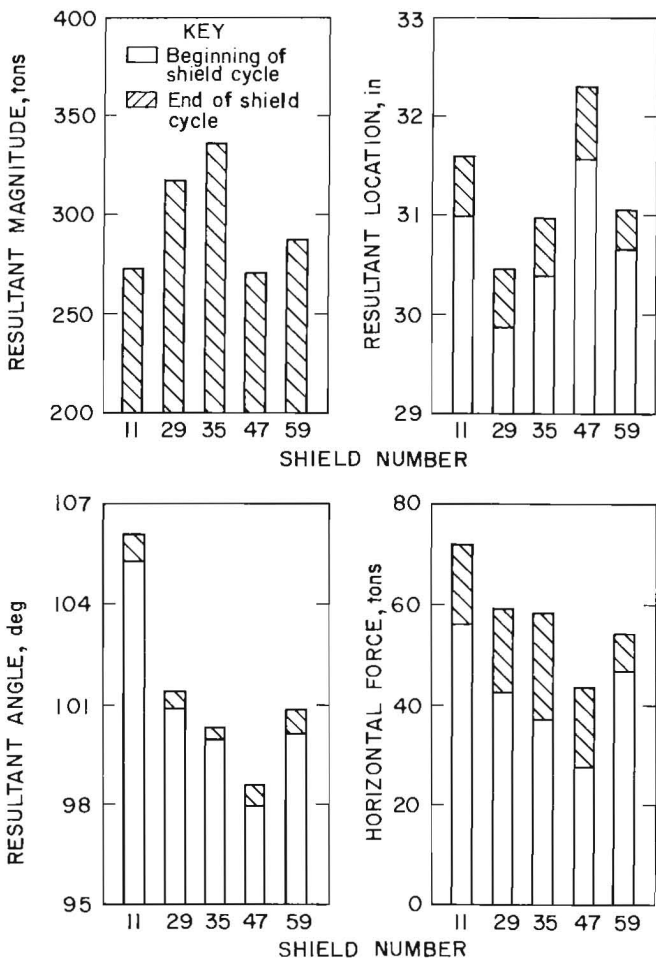 RESULTANT MAGNITUDE, tons
400
350
300
250
200
KEY
Beginning of
shield cycle
End of shield
cycle
11 29 35 47 59
RESULTANT LOCATION, in
33
32
31
30
29
11 29 35 47 59
SHIELD NUMBER
RESULTANT ANGLE, deg
107
104
101
98
95
11 29 35 47 59
HORIZONTAL FORCE, tons
80
60
40
20
0
11 29 35 47 59
SHIELD NUMBER